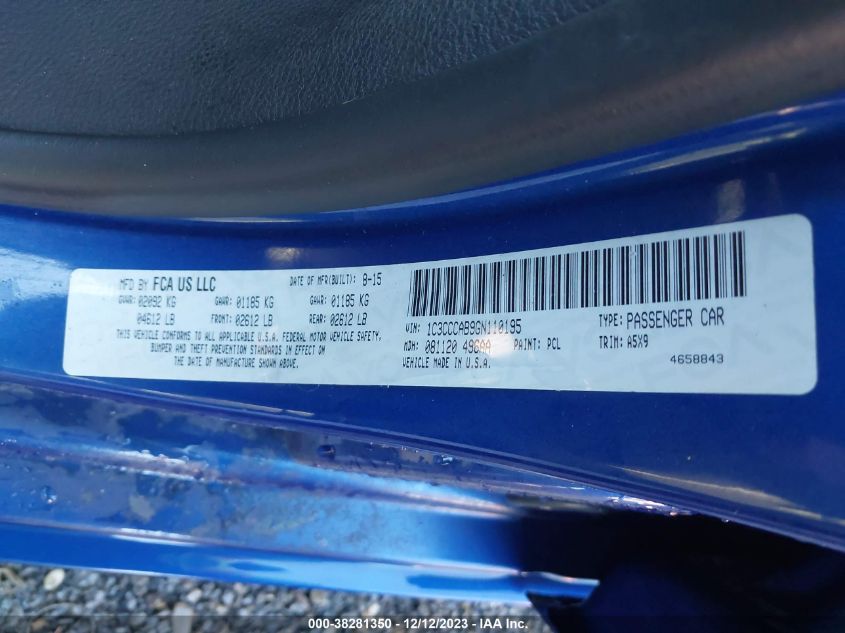 MFD BY FCA US LLC DATE OF MFR(BUILT): 8-15
GVWR: 02092 KG GAWR: 01185 KG GAWR: 01185 KG
04612 LB FRONT: 02612 LB REAR: 02612 LB
THIS VEHICLE CONFORMS TO ALL APPLICABLE U.S.A. FEDERAL MOTOR VEHICLE SAFETY,
BUMPER AND THEFT PREVENTION STANDARDS IN EFFECT ON
THE DATE OF MANUFACTURE SHOWN ABOVE.
VIN: 1C3CCCAB9GN110195 TYPE: PASSENGER CAR
MDH: 081120 496AA PAINT: PCL TRIM: A5X9
VEHICLE MADE IN U.S.A. 4658843
000-38281350 - 12/12/2023 - IAA Inc.